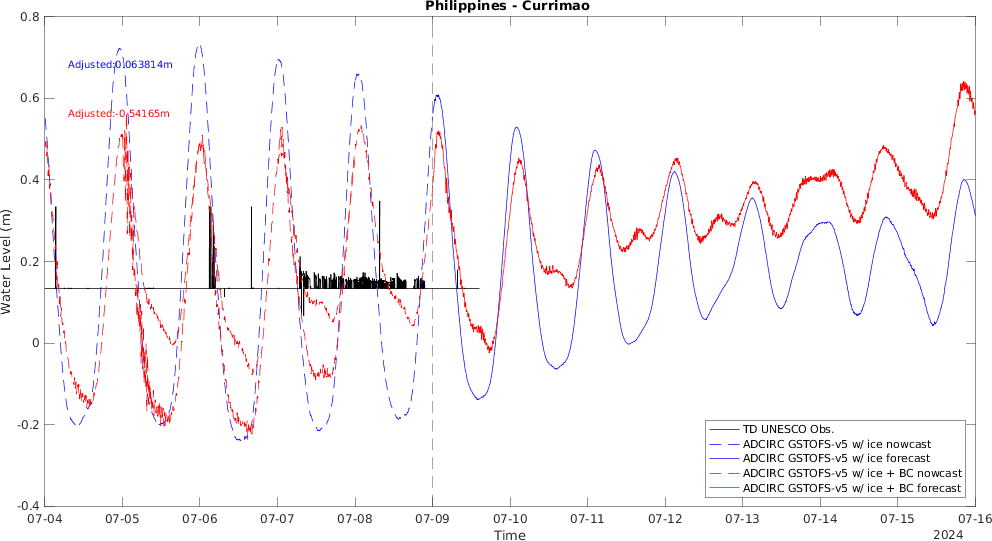 Philippines - Currimao
0.8
0.6
0.4
0.2
0
-0.2
-0.4
Water Level (m)
Adjusted:0.063814m
Adjusted:-0.54165m
TD UNESCO Obs.
ADCIRC GSTOFS-v5 w/ ice nowcast
ADCIRC GSTOFS-v5 w/ ice forecast
ADCIRC GSTOFS-v5 w/ ice + BC nowcast
ADCIRC GSTOFS-v5 w/ ice + BC forecast
07-04 07-05 07-06 07-07 07-08 07-09 07-10 07-11 07-12 07-13 07-14 07-15 07-16
Time
2024